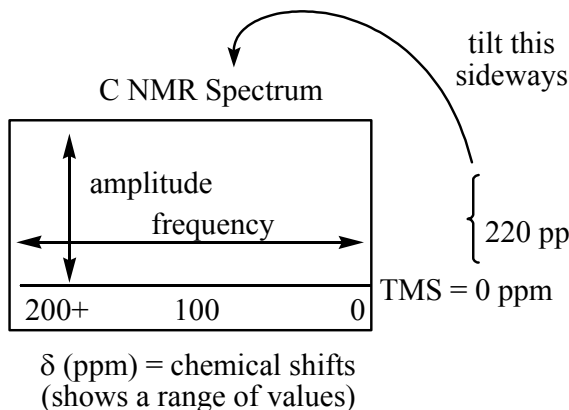 tilt this
sideways
C NMR Spectrum
amplitude
frequency
220 pp
TMS = 0 ppm
200+ 100 0
δ (ppm) = chemical shifts
(shows a range of values)